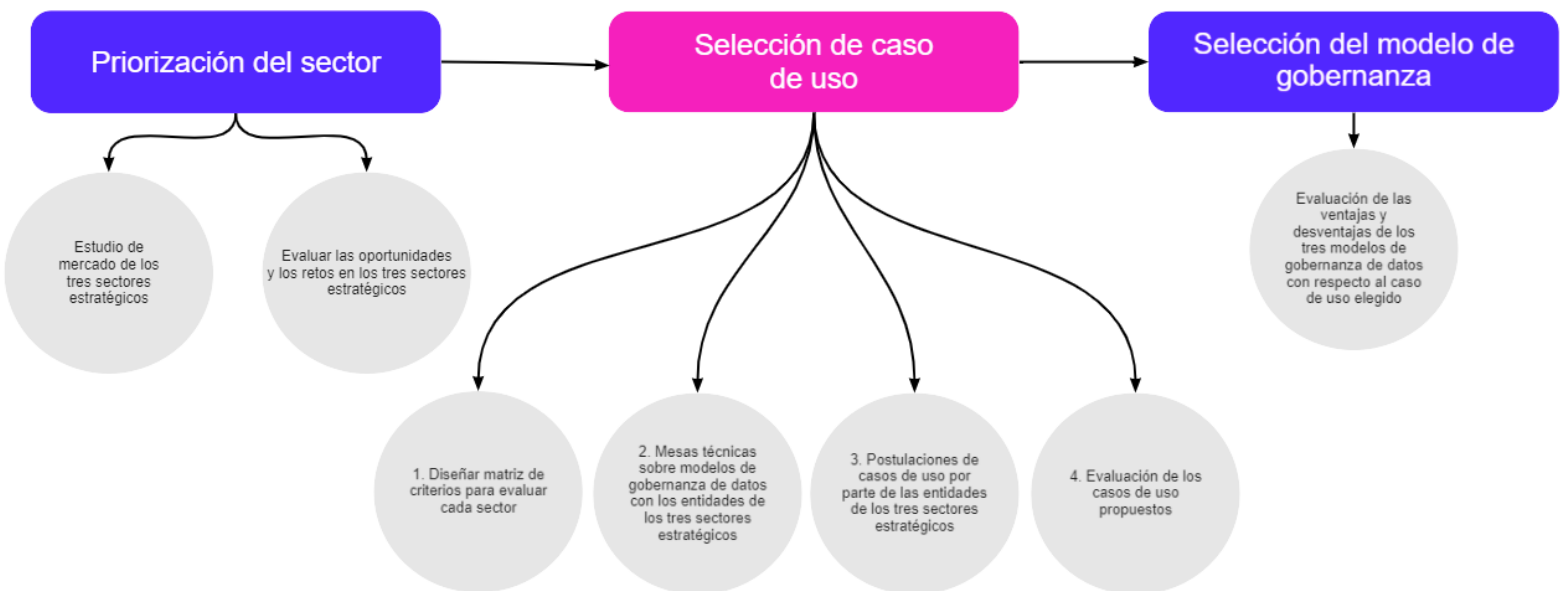 Priorización del sector
Selección de caso
de uso
Selección del modelo de
gobernanza
Estudio de
mercado de los
tres sectores
estratégicos
Evaluar las oportunidades
y los retos en los tres sectores
estratégicos
Evaluación de las
ventajas y
desventajas de los
tres modelos de
gobernanza de datos
con respecto al caso
de uso elegido
1. Diseñar matriz de
criterios para evaluar
cada sector
2. Mesas técnicas
sobre modelos de
gobernanza de datos
con los entidades de
los tres sectores
estratégicos
3. Postulaciones de
casos de uso por
parte de las entidades
de los tres sectores
estratégicos
4. Evaluación de los
casos de uso
propuestos